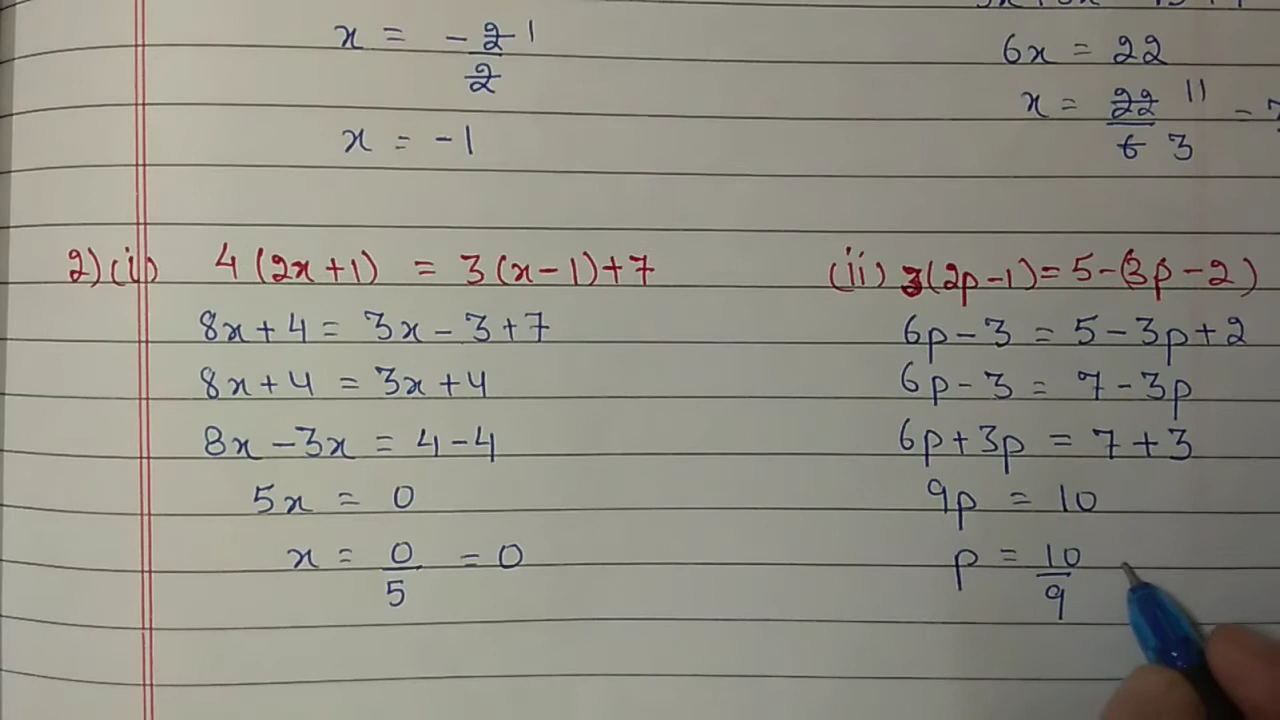 x = -2 1
2
x = -1
6x = 22
x = 22 11 =
6 3
2)(i) 4(2x+1) = 3(x-1)+7
8x+4 = 3x-3+7
8x+4 = 3x+4
8x-3x = 4-4
5x = 0
x = 0 = 0
5
(ii) 3(2p-1)=5-(3p-2)
6p-3 = 5-3p+2
6p-3 = 7-3p
6p+3p = 7+3
9p = 10
p = 10
9